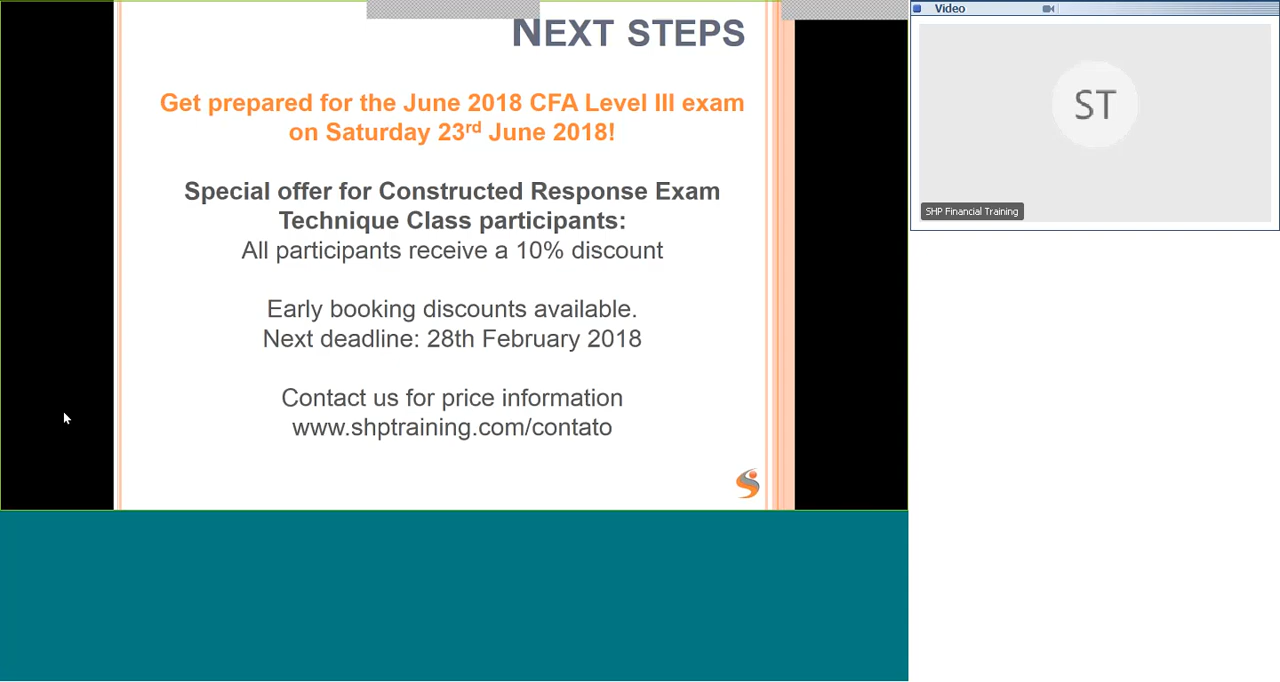 NEXT STEPS
Get prepared for the June 2018 CFA Level III exam
on Saturday 23rd June 2018!
Special offer for Constructed Response Exam
Technique Class participants:
All participants receive a 10% discount
Early booking discounts available.
Next deadline: 28th February 2018
Contact us for price information
www.shptraining.com/contato
Video
ST
SHP Financial Training